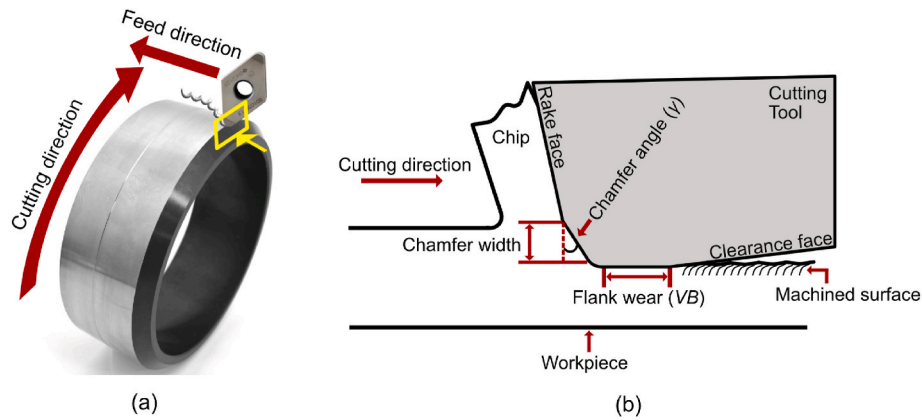 Feed direction
Cutting direction
(a)
Chip
Rake face
Cutting
Tool
Chamfer angle (γ)
Cutting direction
Chamfer width
Clearance face
Flank wear (VB)
Machined surface
Workpiece
(b)